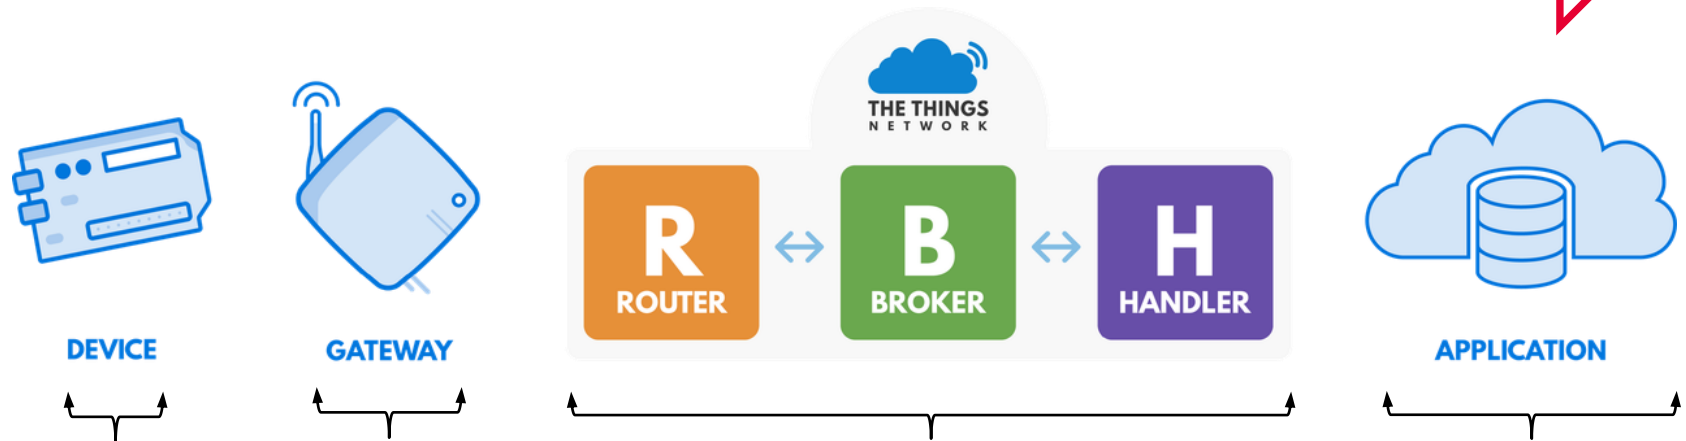 THE THINGS
NETWORK
R
ROUTER
B
BROKER
H
HANDLER
DEVICE
GATEWAY
APPLICATION